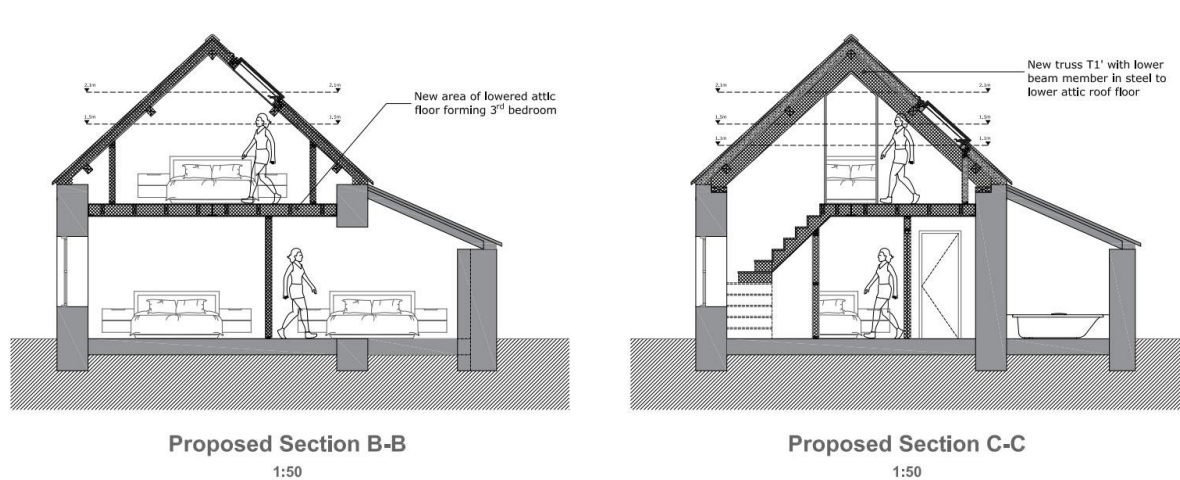 2.1m 2.1m
1.5m 1.5m
New area of lowered attic
floor forming 3rd bedroom
Proposed Section B-B
1:50
New truss T1' with lower
beam member in steel to
lower attic roof floor
2.1m 2.1m
1.5m 1.5m
1.1m 1.1m
Proposed Section C-C
1:50